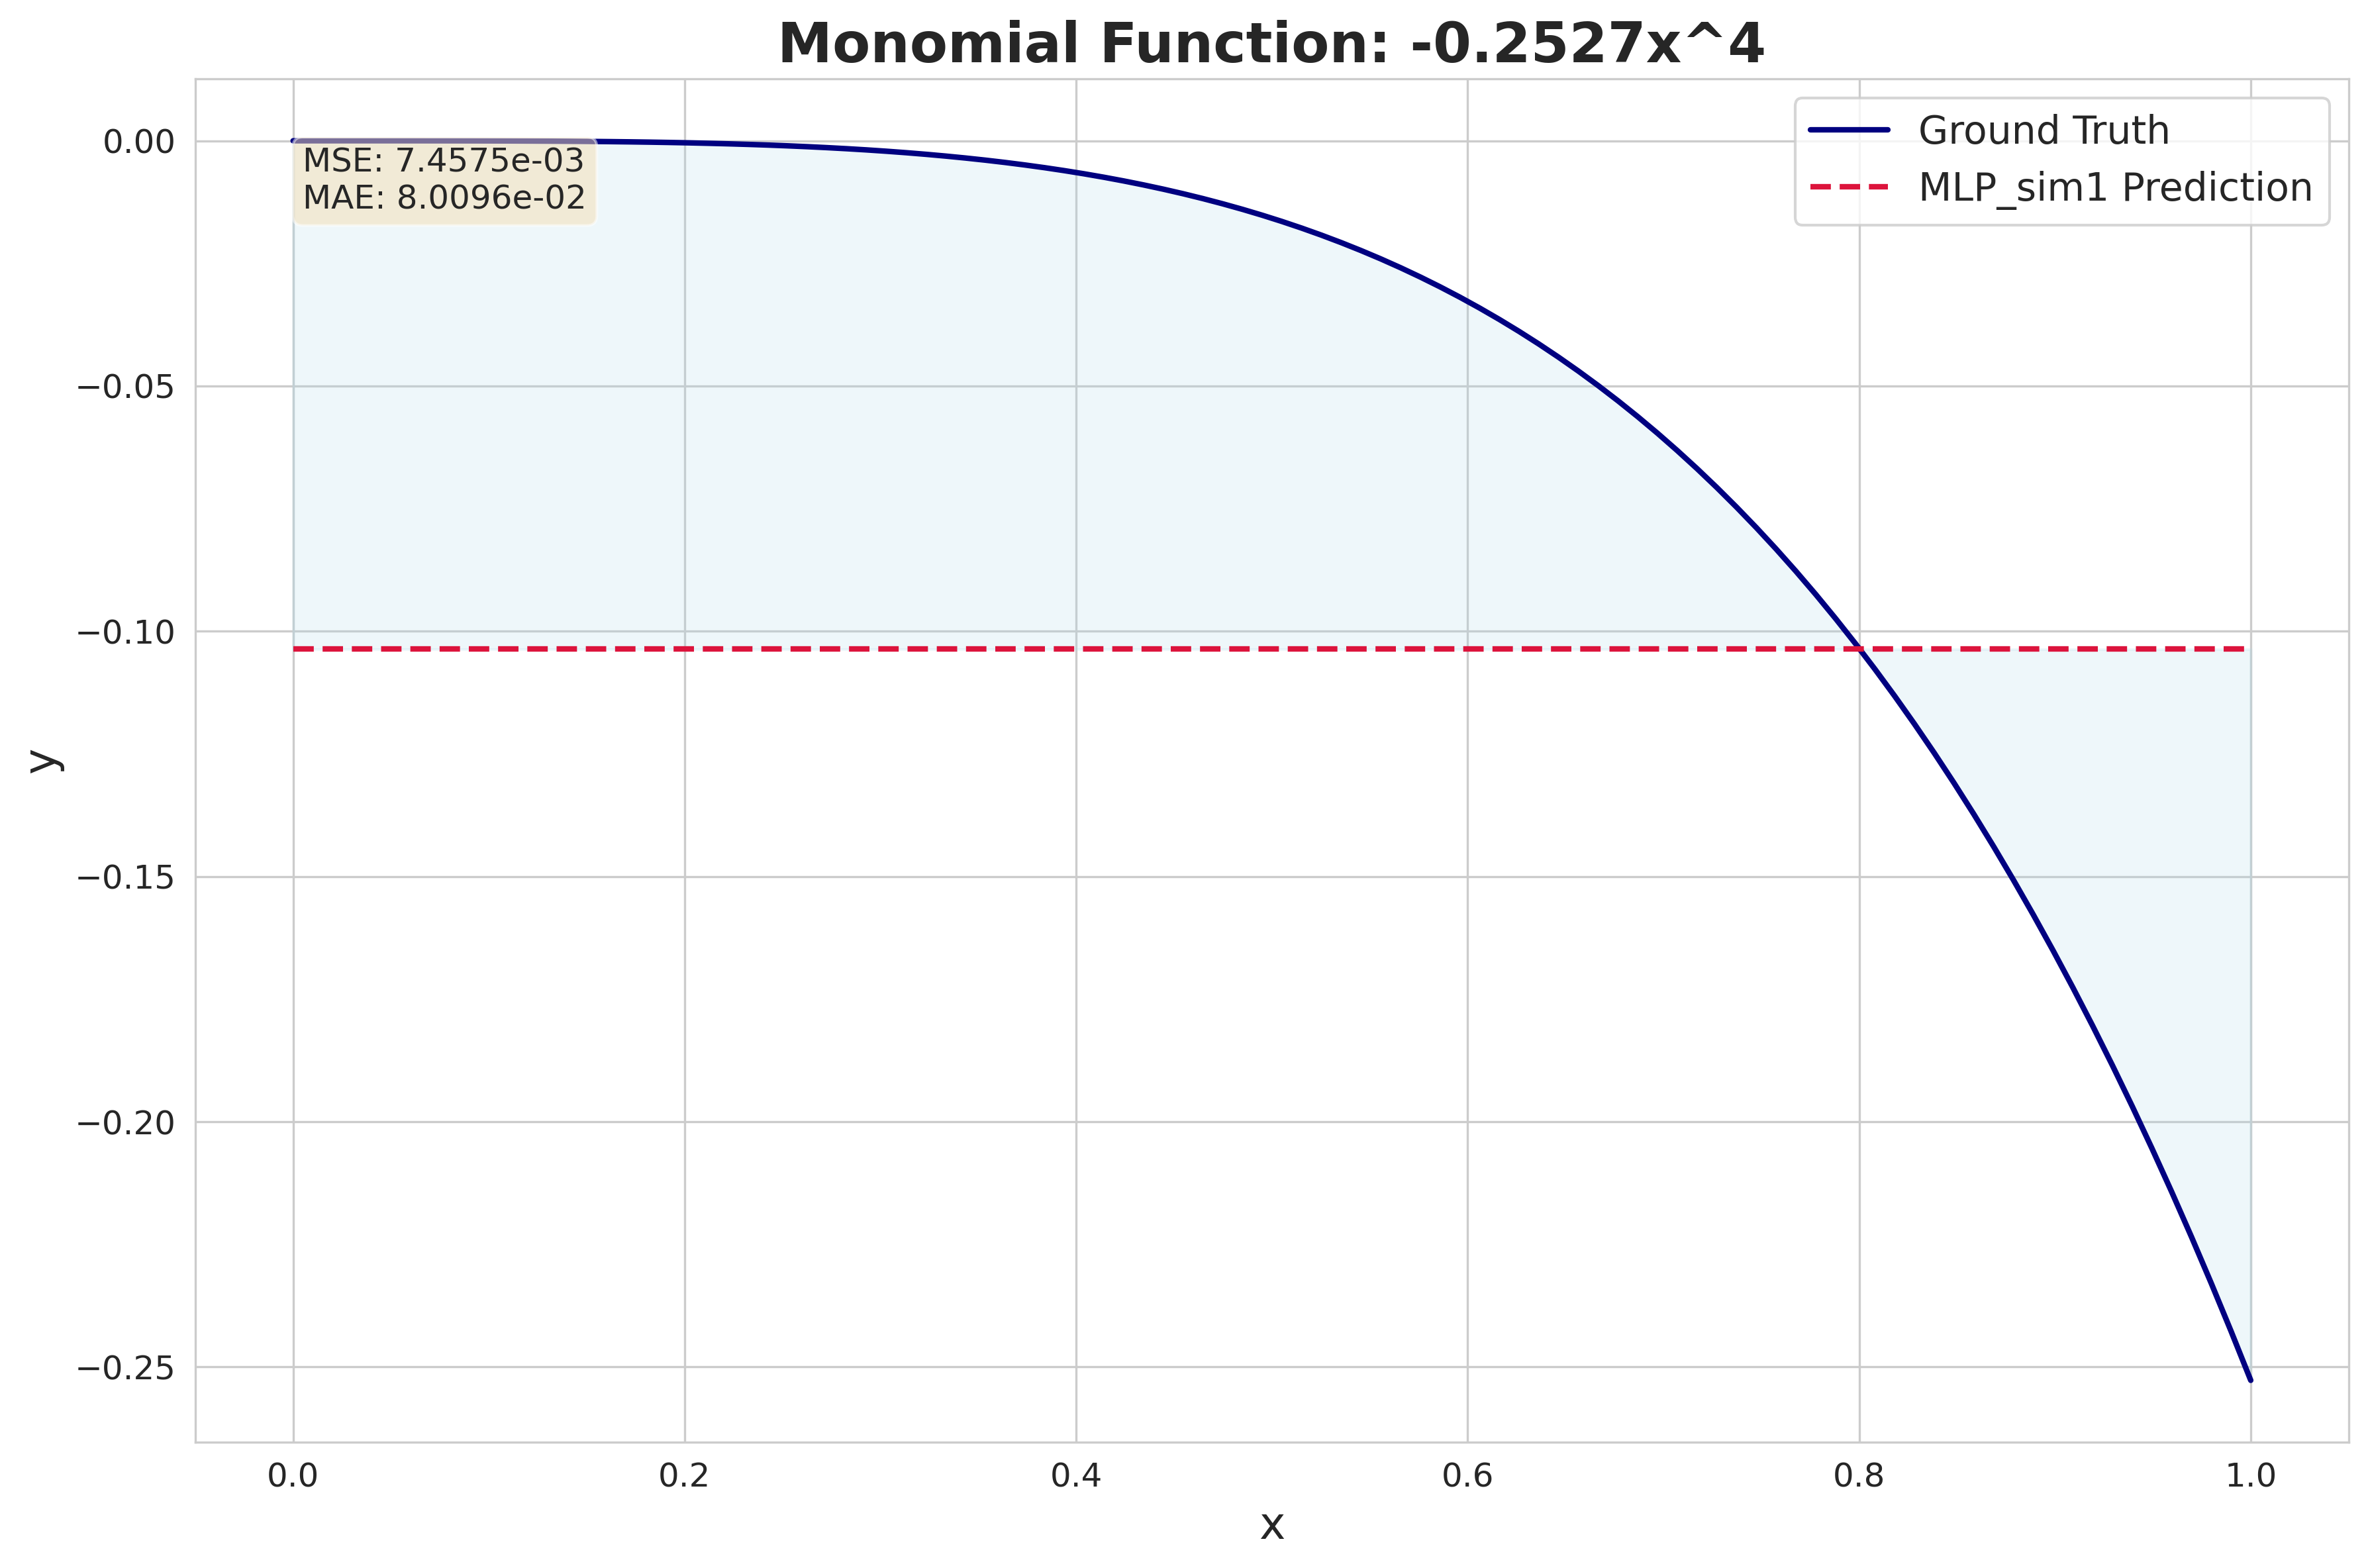 Monomial Function: -0.2527x^4
Ground Truth
MLP_sim1 Prediction
MSE: 7.4575e-03
MAE: 8.0096e-02
0.00
−0.05
−0.10
−0.15
−0.20
−0.25
y
0.0
0.2
0.4
0.6
0.8
1.0
x